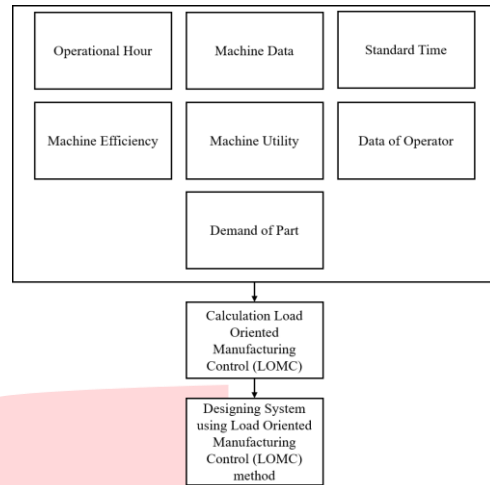 Operational Hour
Machine Data
Standard Time
Machine Efficiency
Machine Utility
Data of Operator
Demand of Part
Calculation Load
Oriented
Manufacturing
Control (LOMC)
Designing System
using Load Oriented
Manufacturing
Control (LOMC)
method